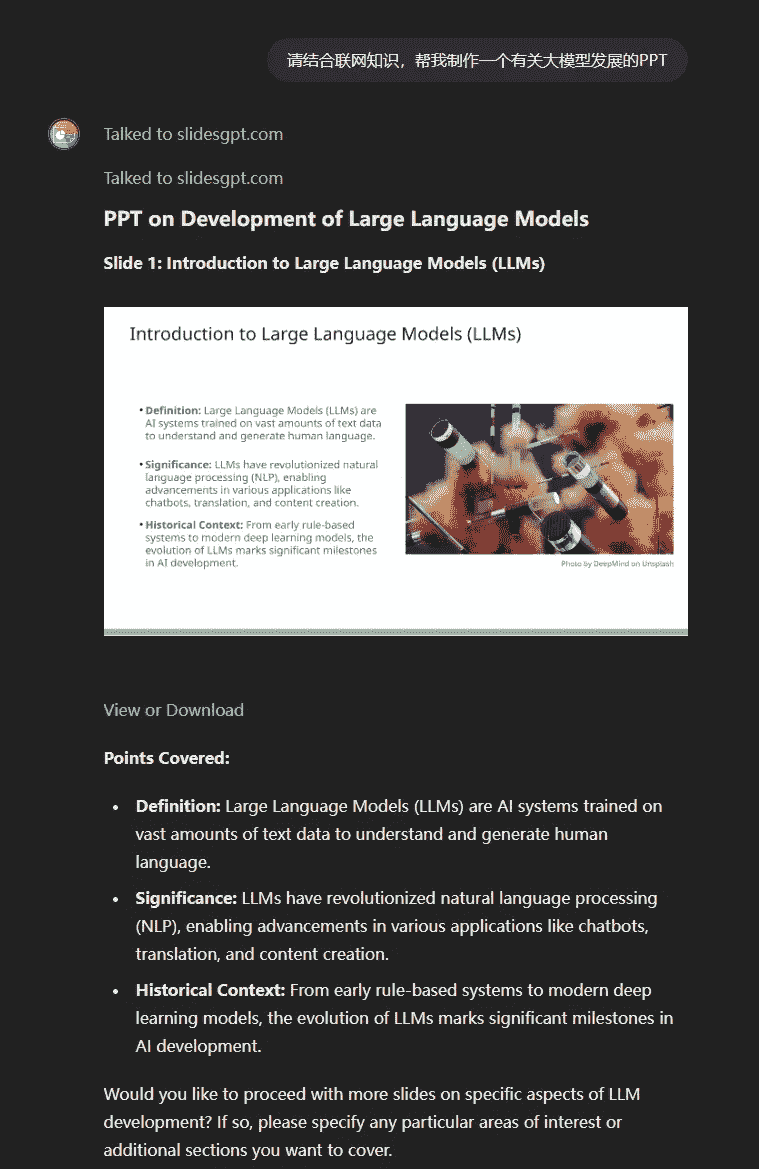 请结合联网知识，帮我制作一个有关大模型发展的PPT
Talked to slidesgpt.com
Talked to slidesgpt.com
PPT on Development of Large Language Models
Slide 1: Introduction to Large Language Models (LLMs)
Introduction to Large Language Models (LLMs)
• Definition: Large Language Models (LLMs) are
AI systems trained on vast amounts of text data
to understand and generate human language.
• Significance: LLMs have revolutionized natural
language processing (NLP), enabling
advancements in various applications like
chatbots, translation, and content creation.
• Historical Context: From early rule-based
systems to modern deep learning models, the
evolution of LLMs marks significant milestones
in AI development.
Photo by DeepMind on Unsplash
View or Download
Points Covered:
• Definition: Large Language Models (LLMs) are AI systems trained on
vast amounts of text data to understand and generate human
language.
• Significance: LLMs have revolutionized natural language processing
(NLP), enabling advancements in various applications like chatbots,
translation, and content creation.
• Historical Context: From early rule-based systems to modern deep
learning models, the evolution of LLMs marks significant milestones in
AI development.
Would you like to proceed with more slides on specific aspects of LLM
development? If so, please specify any particular areas of interest or
additional sections you want to cover.